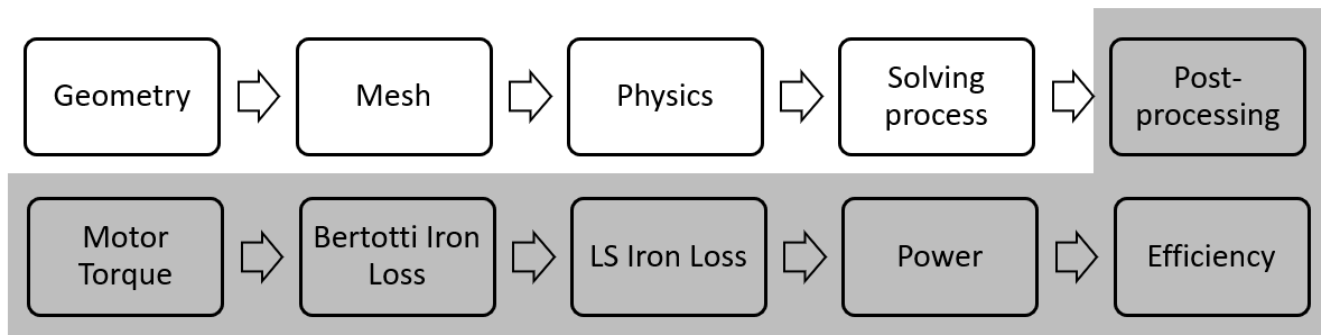 Geometry
Mesh
Physics
Solving
process
Post-
processing
Motor
Torque
Bertotti Iron
Loss
LS Iron Loss
Power
Efficiency